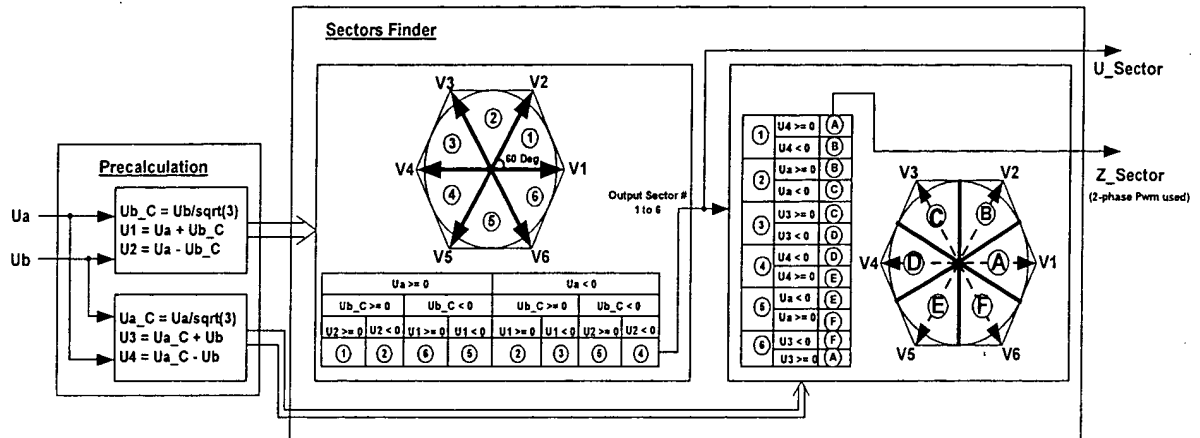 Sectors Finder
U_Sector
Z_Sector
(2-phase Pwm used)
Precalculation
Ua
Ub
Ub_C = Ub/sqrt(3)
U1 = Ua + Ub_C
U2 = Ua - Ub_C
Ua_C = Ua/sqrt(3)
U3 = Ua_C + Ub
U4 = Ua_C - Ub
V3 V2
2
3 1
60 Deg
V4 V1
4 6
5
V5 V6
Output Sector #
1 to 6
Ua >= 0 Ua < 0
Ub_C >= 0 Ub_C < 0 Ub_C >= 0 Ub_C < 0
U2 >= 0 U2 < 0 U1 >= 0 U1 < 0 U1 >= 0 U1 < 0 U2 >= 0 U2 < 0
1 2 6 5 2 3 5 4
1 U4 >= 0 A
U4 < 0 B
2 Ua >= 0 B
Ua < 0 C
3 U3 >= 0 C
U3 < 0 D
4 U4 < 0 D
U4 >= 0 E
5 Ua < 0 E
Ua >= 0 F
6 U3 < 0 F
U3 >= 0 A
V3 V2
C B
V4 D A V1
E F
V5 V6